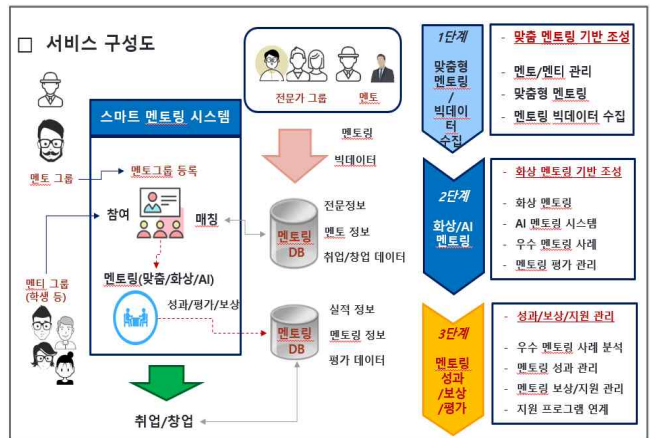 □ 서비스 구성도
전문가 그룹
멘토
스마트 멘토링 시스템
멘토 그룹
멘토그룹 등록
참여
매칭
멘티 그룹
(학생 등)
멘토링(맞춤/화상/AI)
성과/평가/보상
취업/창업
멘토링
빅데이터
멘토링
DB
전문정보
멘토 정보
취업/창업 데이터
멘토링
DB
실적 정보
멘토링 정보
평가 데이터
1단계
맞춤형
멘토링
/
빅데이
터
수집
- 맞춤 멘토링 기반 조성
- 멘토/멘티 관리
- 맞춤형 멘토링
- 멘토링 빅데이터 수집
2단계
화상/AI
멘토링
- 화상 멘토링 기반 조성
- 화상 멘토링
- AI 멘토링 시스템
- 우수 멘토링 사례
- 멘토링 평가 관리
3단계
멘토링
성과
/보상
/평가
- 성과/보상/지원 관리
- 우수 멘토링 사례 분석
- 멘토링 성과 관리
- 멘토링 보상/지원 관리
- 지원 프로그램 연계